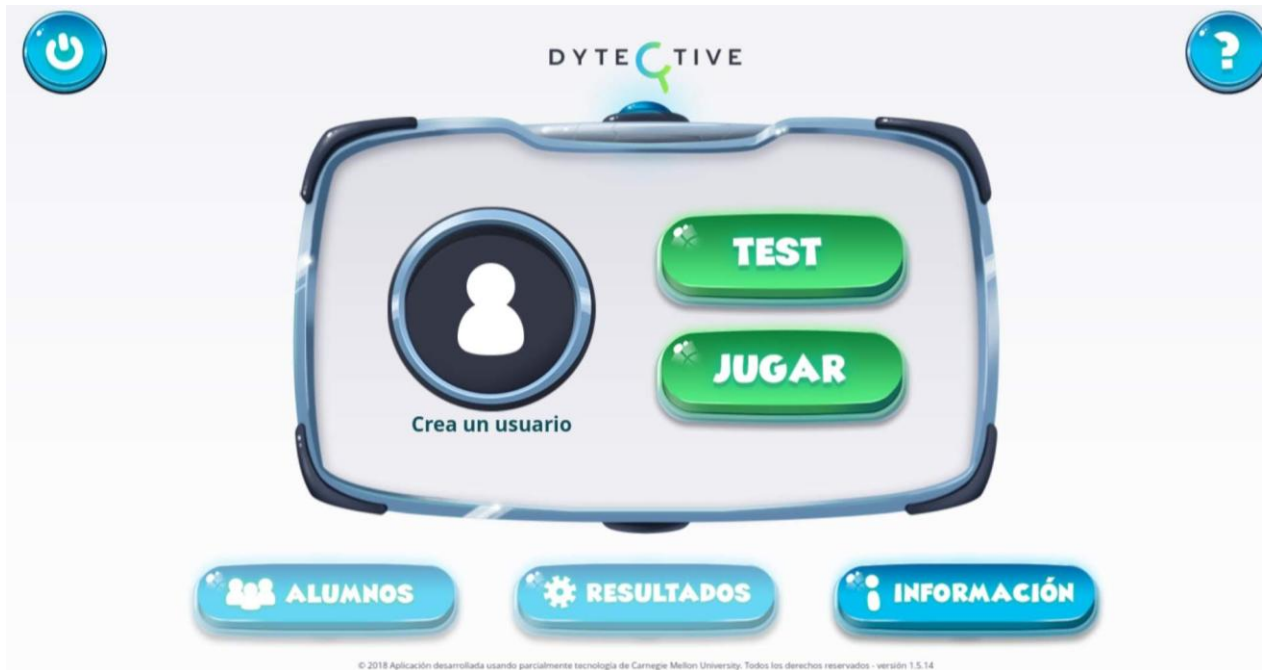 DYTECTIVE
TEST
JUGAR
Crea un usuario
ALUMNOS
RESULTADOS
INFORMACIÓN
© 2018 Aplicación desarrollada usando parcialmente tecnología de Carnegie Mellon University. Todos los derechos reservados - versión 1.5.14